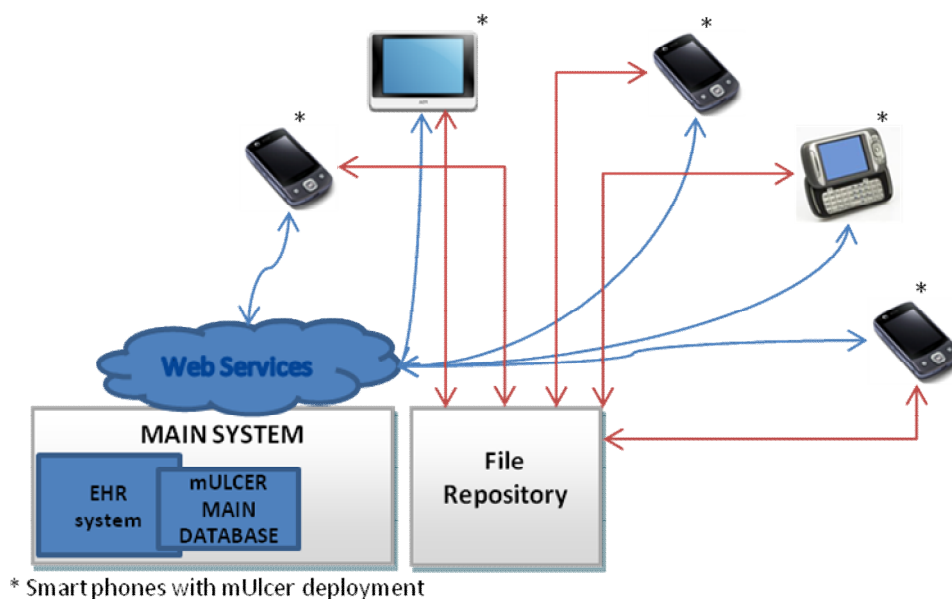 *
*
*
*
*
Web Services
MAIN SYSTEM
EHR
system
mULCER
MAIN
DATABASE
File
Repository
* Smart phones with mUlcer deployment